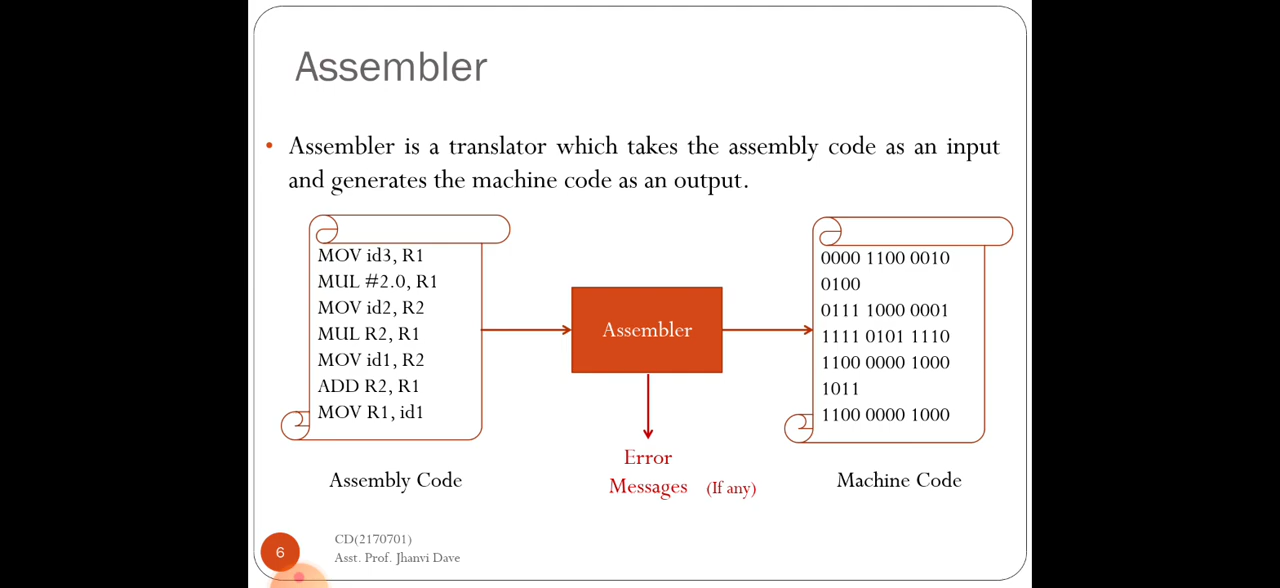 Assembler
• Assembler is a translator which takes the assembly code as an input
and generates the machine code as an output.
MOV id3, R1
MUL #2.0, R1
MOV id2, R2
MUL R2, R1
MOV id1, R2
ADD R2, R1
MOV R1, id1
Assembly Code
Assembler
Error
Messages (If any)
0000 1100 0010
0100
0111 1000 0001
1111 0101 1110
1100 0000 1000
1011
1100 0000 1000
Machine Code
6
CD(2170701)
Asst. Prof. Jhanvi Dave